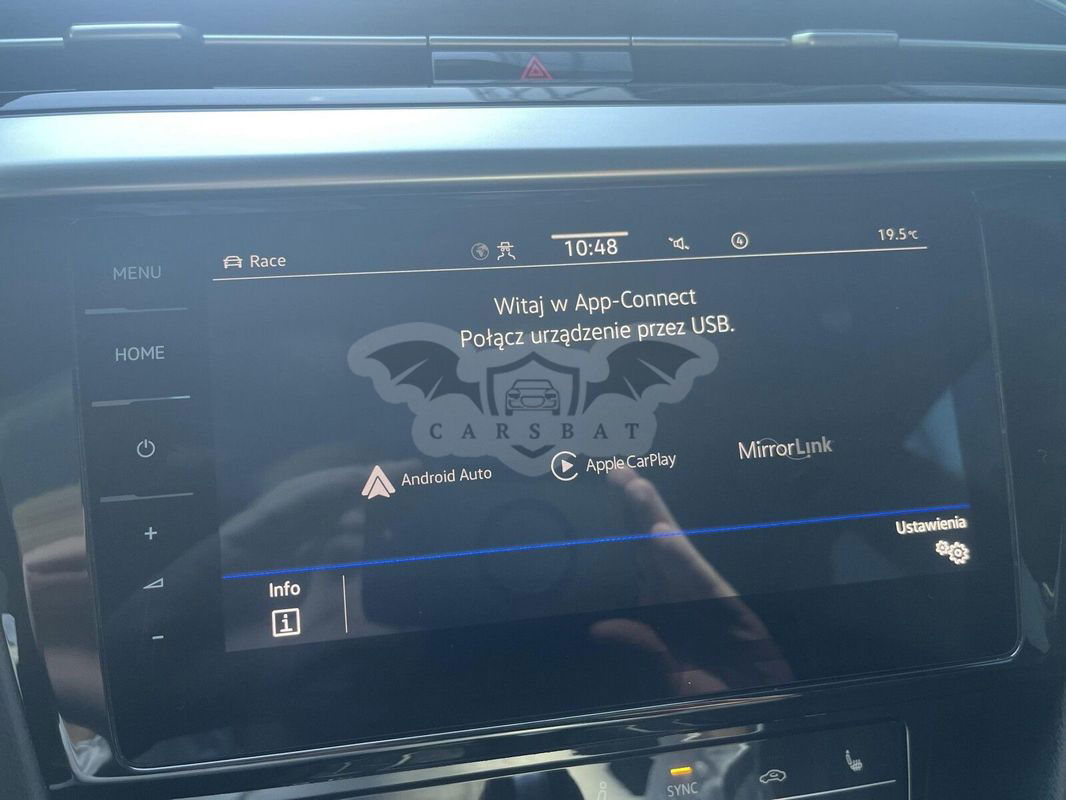 MENU
Race
10:48
4
19.5°C
Witaj w App-Connect
Połącz urządzenie przez USB.
HOME
CARSBAT
Android Auto
Apple CarPlay
MirrorLink
+
-
Ustawienia
Info
i
SYNC